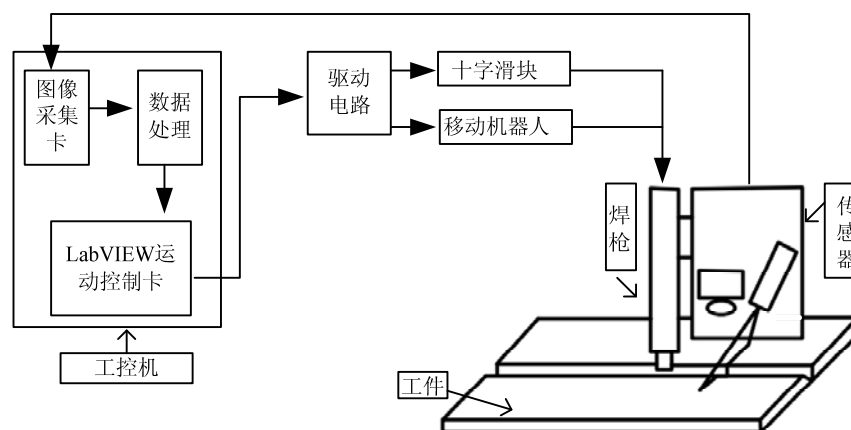 图像
采集
卡
数据
处理
LabVIEW运
动控制卡
工控机
驱动
电路
十字滑块
移动机器人
焊
枪
传
感
器
工件